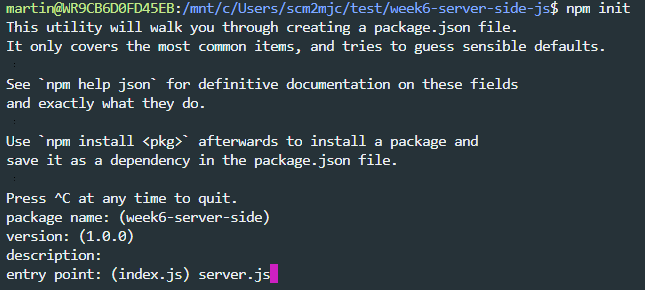 martin@WR9CB6D0FD45EB:/mnt/c/Users/scm2mjc/test/week6-server-side-js$ npm init
This utility will walk you through creating a package.json file.
It only covers the most common items, and tries to guess sensible defaults.
See `npm help json` for definitive documentation on these fields
and exactly what they do.
Use `npm install <pkg>` afterwards to install a package and
save it as a dependency in the package.json file.
Press ^C at any time to quit.
package name: (week6-server-side)
version: (1.0.0)
description:
entry point: (index.js) server.js